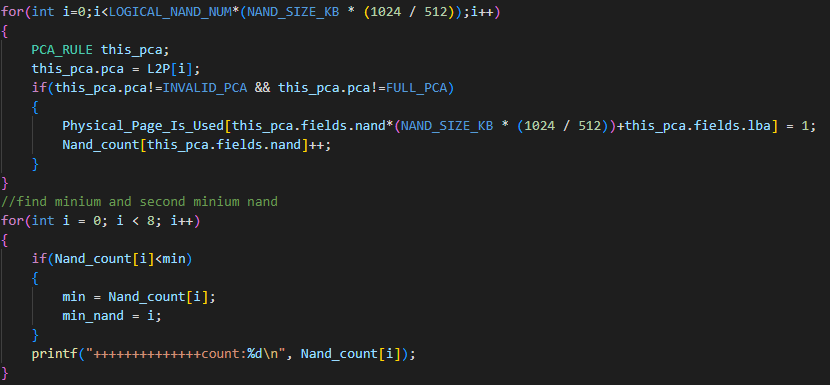 for(int i=0;i<LOGICAL_NAND_NUM*(NAND_SIZE_KB * (1024 / 512));i++)
{
    PCA_RULE this_pca;
    this_pca.pca = L2P[i];
    if(this_pca.pca!=INVALID_PCA && this_pca.pca!=FULL_PCA)
    {
        Physical_Page_Is_Used[this_pca.fields.nand*(NAND_SIZE_KB * (1024 / 512))+this_pca.fields.lba] = 1;
        Nand_count[this_pca.fields.nand]++;
    }
}
//find minium and second minium nand
for(int i = 0; i < 8; i++)
{
    if(Nand_count[i]<min)
    {
        min = Nand_count[i];
        min_nand = i;
    }
    printf("++++++++++++++count:%d\n", Nand_count[i]);
}